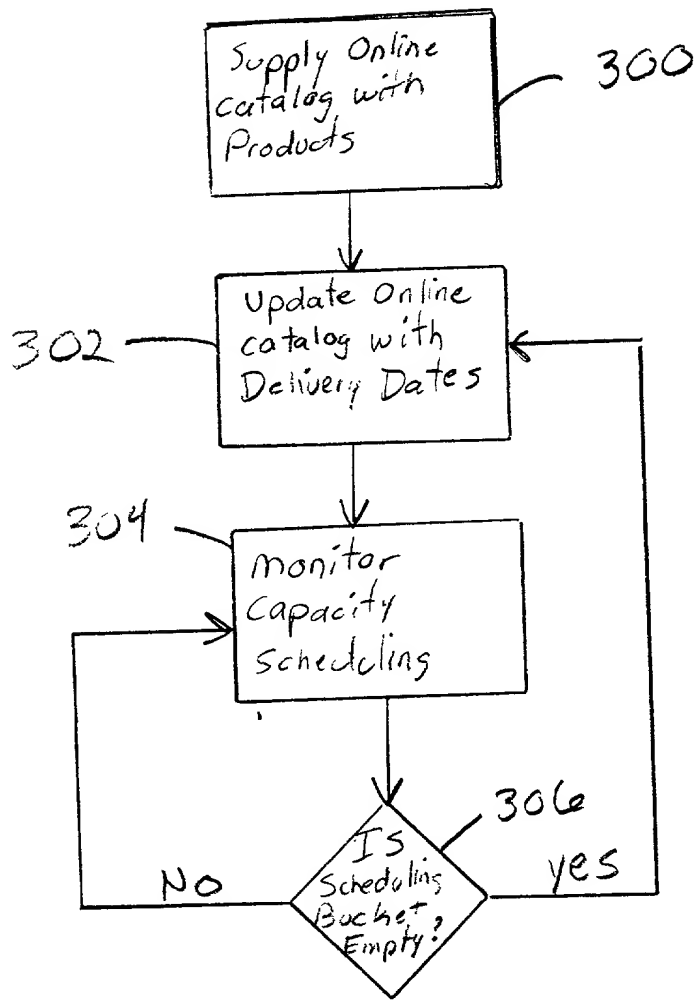 Supply Online
Catalog with
Products
300
Update Online
catalog with
Delivery Dates
302
304
Monitor
Capacity
Scheduling
306
Is
Scheduling
Bucket
Empty?
No
yes